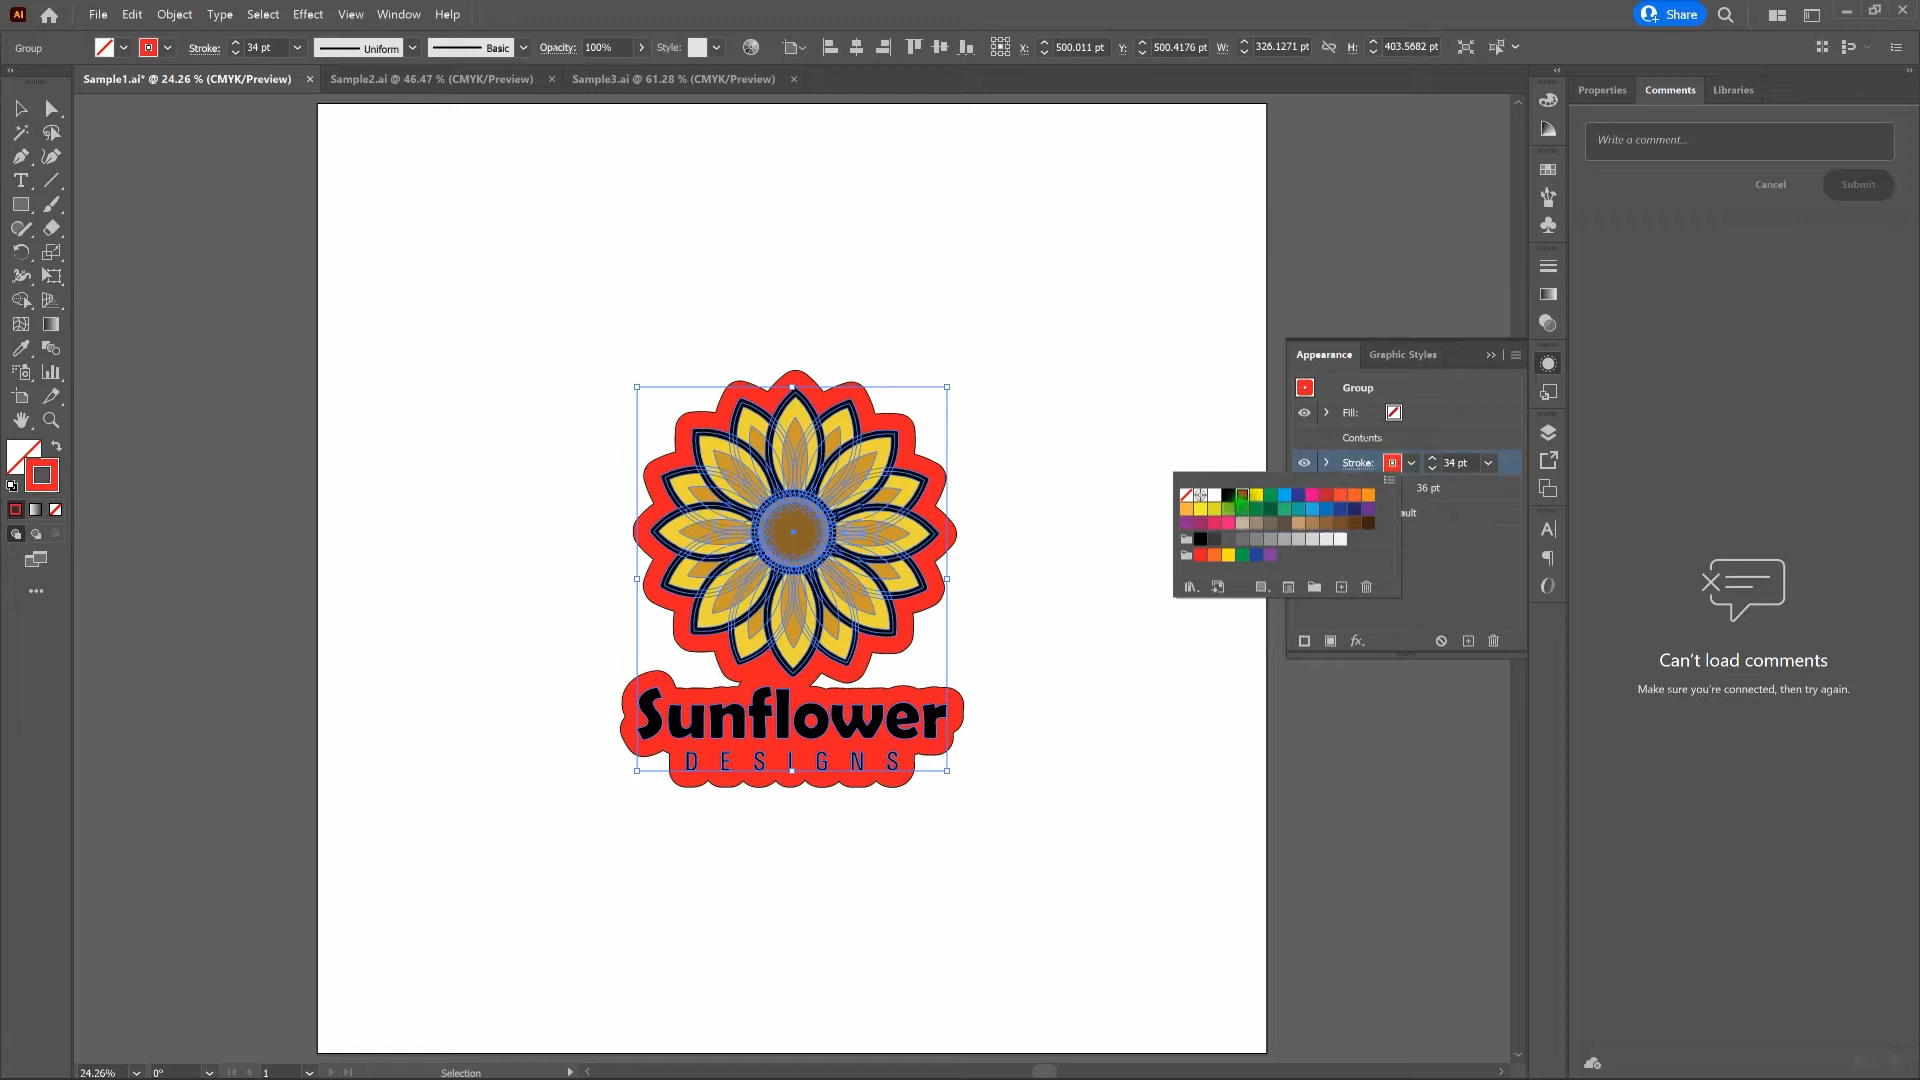 Ai File Edit Object Type Select Effect View Window Help Share
Group Stroke: 34 pt Uniform Basic Opacity: 100% Style: X: 500.011 pt Y: 500.4176 pt W: 326.1271 pt H: 403.5682 pt
Sample1.ai* @ 24.26 % (CMYK/Preview) × Sample2.ai @ 46.47 % (CMYK/Preview) × Sample3.ai @ 61.28 % (CMYK/Preview) ×
Properties Comments Libraries
Write a comment...
Cancel Submit
Appearance Graphic Styles
Group
Fill:
Contents
Stroke: 34 pt
36 pt
ault
fx.
Sunflower
DESIGNS
Can't load comments
Make sure you're connected, then try again.
24.26% 0° 1 Selection